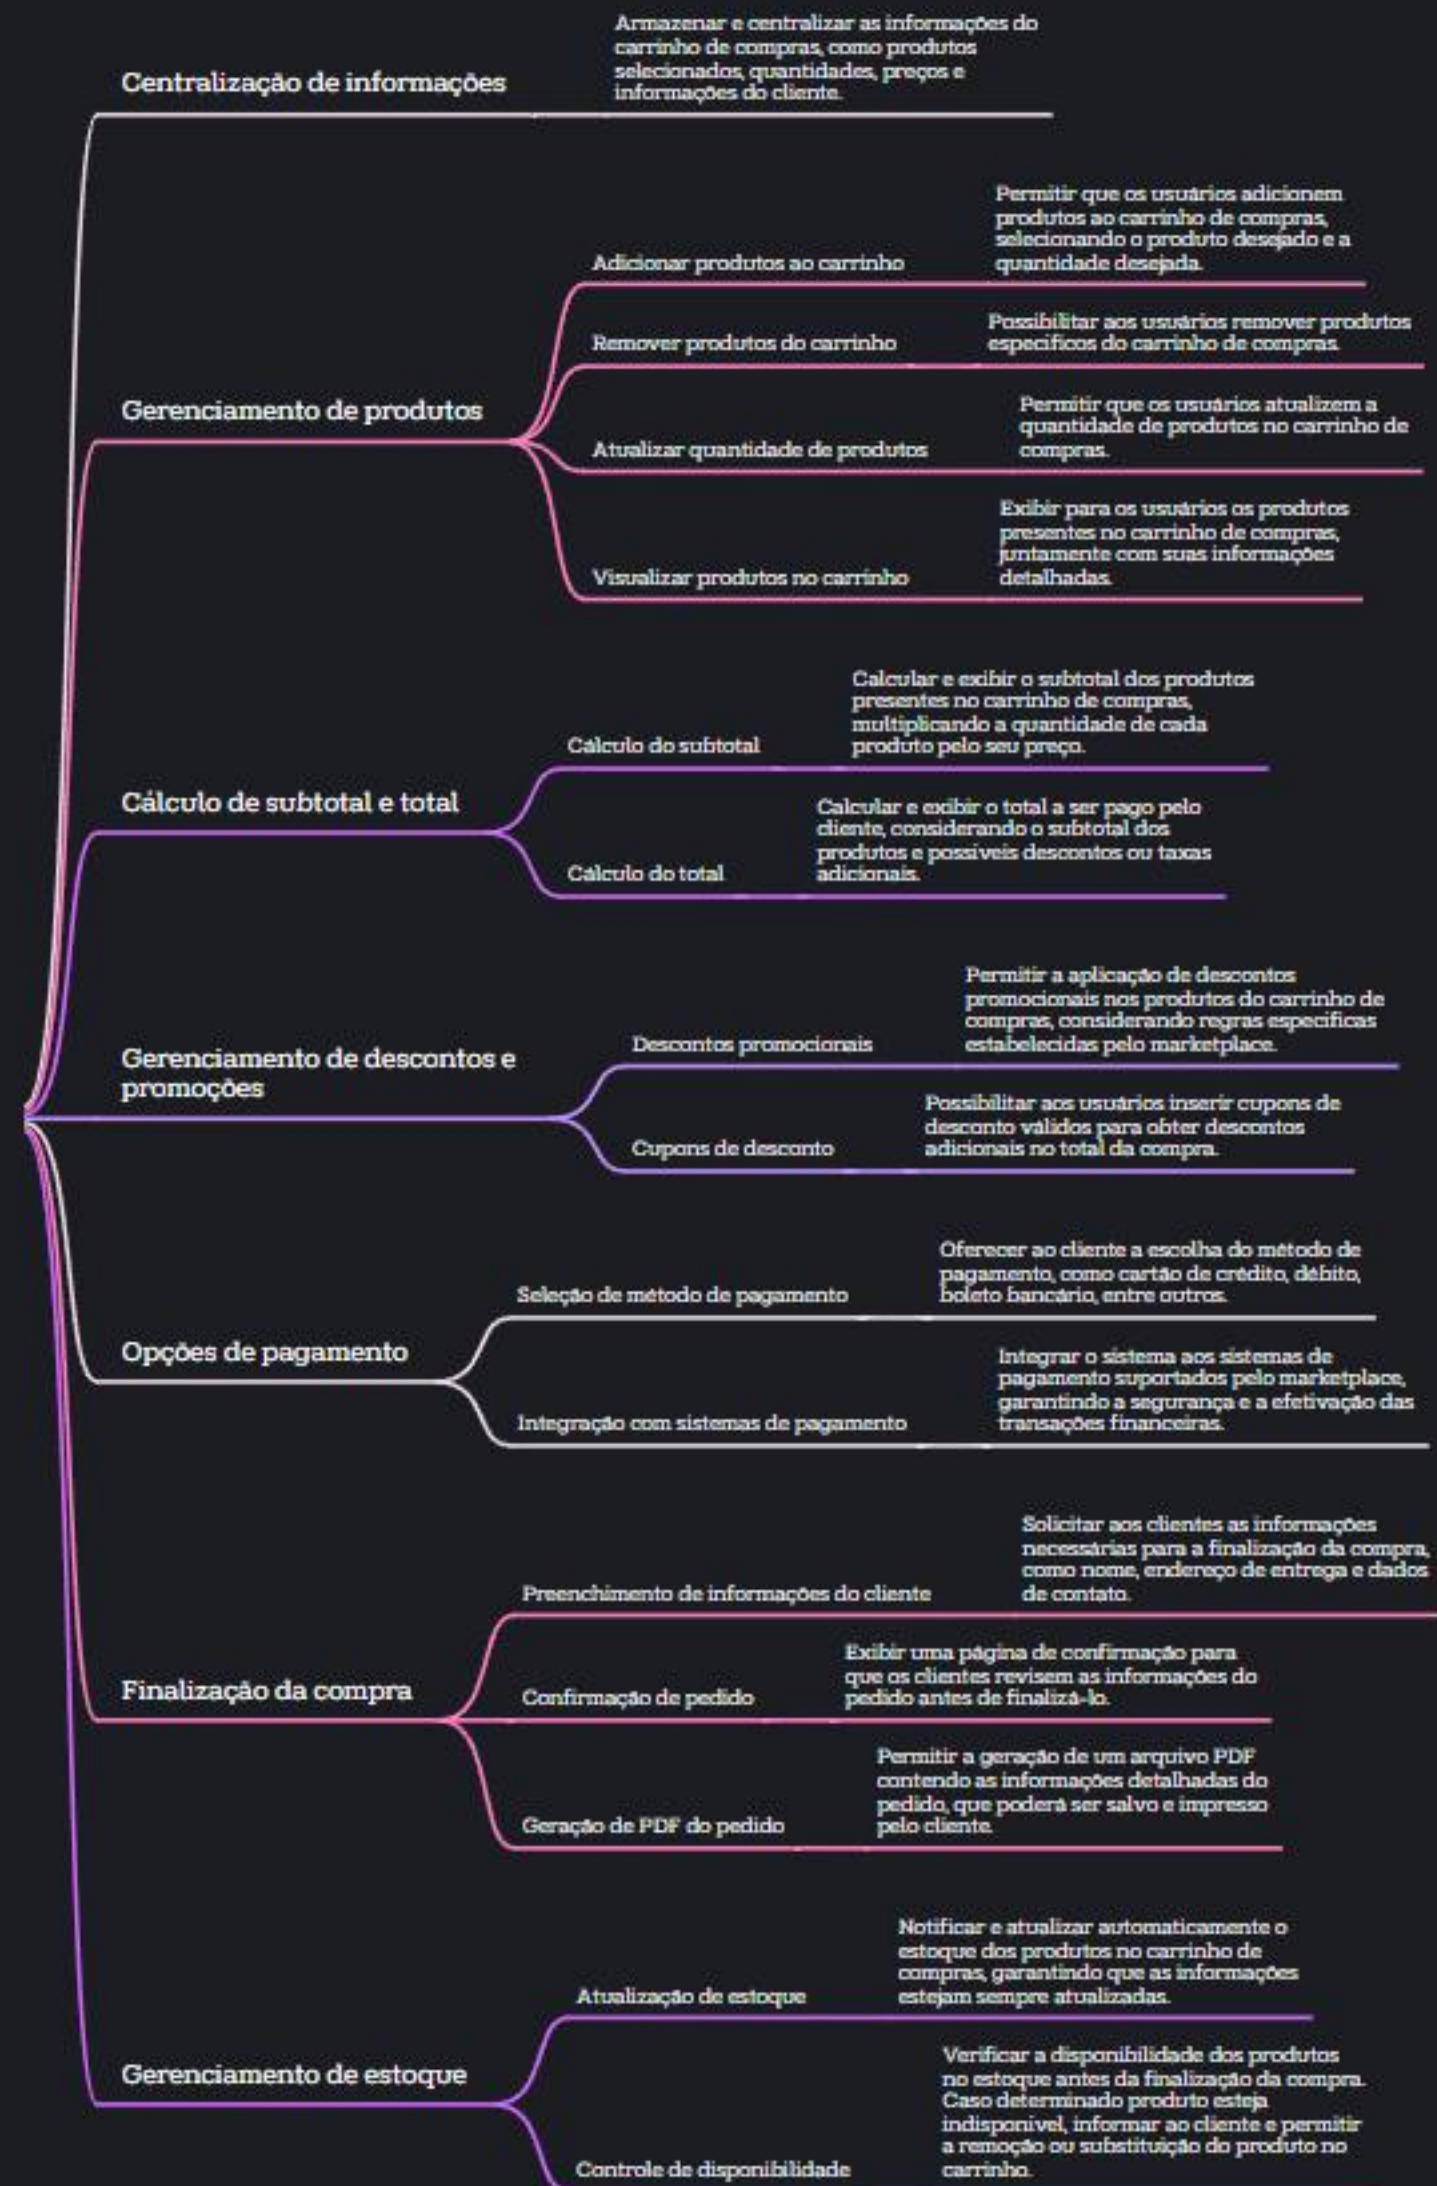 Centralização de informações
Armazenar e centralizar as informações do
carrinho de compras, como produtos
selecionados, quantidades, preços e
informações do cliente.
Gerenciamento de produtos
Adicionar produtos ao carrinho
Permitir que os usuários adicionem
produtos ao carrinho de compras,
selecionando o produto desejado e a
quantidade desejada.
Remover produtos do carrinho
Possibilitar aos usuários remover produtos
específicos do carrinho de compras.
Atualizar quantidade de produtos
Permitir que os usuários atualizem a
quantidade de produtos no carrinho de
compras.
Visualizar produtos no carrinho
Exibir para os usuários os produtos
presentes no carrinho de compras,
juntamente com suas informações
detalhadas.
Cálculo de subtotal e total
Cálculo do subtotal
Calcular e exibir o subtotal dos produtos
presentes no carrinho de compras,
multiplicando a quantidade de cada
produto pelo seu preço.
Cálculo do total
Calcular e exibir o total a ser pago pelo
cliente, considerando o subtotal dos
produtos e possíveis descontos ou taxas
adicionais.
Gerenciamento de descontos e
promoções
Descontos promocionais
Permitir a aplicação de descontos
promocionais nos produtos do carrinho de
compras, considerando regras específicas
estabelecidas pelo marketplace.
Cupons de desconto
Possibilitar aos usuários inserir cupons de
desconto válidos para obter descontos
adicionais no total da compra.
Opções de pagamento
Seleção de método de pagamento
Oferecer ao cliente a escolha do método de
pagamento, como cartão de crédito, débito,
boleto bancário, entre outros.
Integração com sistemas de pagamento
Integrar o sistema aos sistemas de
pagamento suportados pelo marketplace,
garantindo a segurança e a efetivação das
transações financeiras.
Finalização da compra
Preenchimento de informações do cliente
Solicitar aos clientes as informações
necessárias para a finalização da compra,
como nome, endereço de entrega e dados
de contato.
Confirmação de pedido
Exibir uma página de confirmação para
que os clientes revisem as informações do
pedido antes de finalizá-lo.
Geração de PDF do pedido
Permitir a geração de um arquivo PDF
contendo as informações detalhadas do
pedido, que poderá ser salvo e impresso
pelo cliente.
Gerenciamento de estoque
Atualização de estoque
Notificar e atualizar automaticamente o
estoque dos produtos no carrinho de
compras, garantindo que as informações
estejam sempre atualizadas.
Controle de disponibilidade
Verificar a disponibilidade dos produtos
no estoque antes da finalização da compra.
Caso determinado produto esteja
indisponível, informar ao cliente e permitir
a remoção ou substituição do produto no
carrinho.